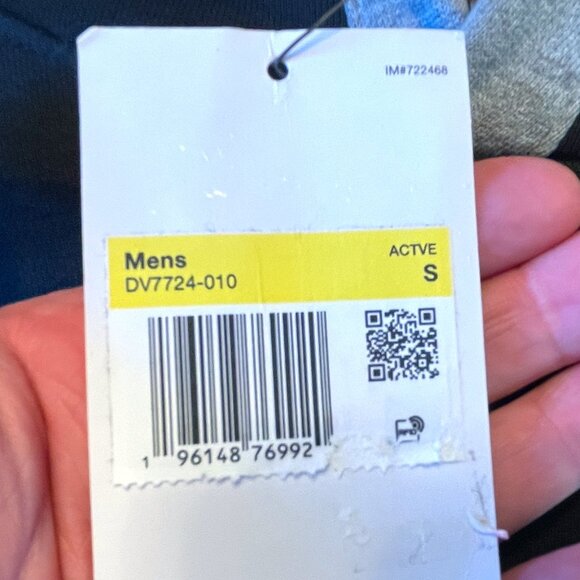 IM#722468
Mens
ACTVE
DV7724-010
S
1 96148 76992